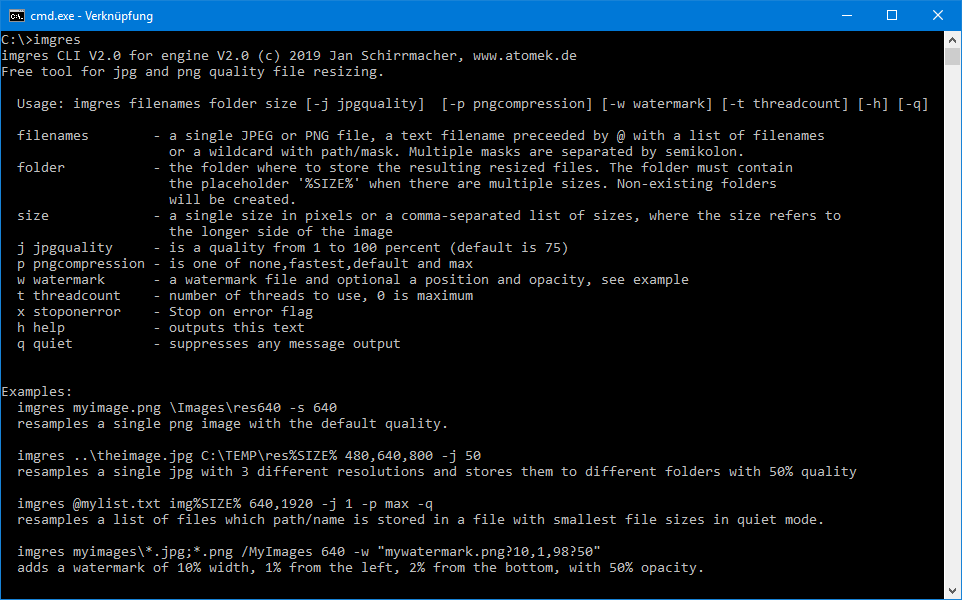 cmd.exe - Verknüpfung
C:\>imgres
imgres CLI V2.0 for engine V2.0 (c) 2019 Jan Schirrmacher, www.atomek.de
Free tool for jpg and png quality file resizing.
Usage: imgres filenames folder size [-j jpgquality]  [-p pngcompression] [-w watermark] [-t threadcount] [-h] [-q]
filenames        - a single JPEG or PNG file, a text filename preceeded by @ with a list of filenames
or a wildcard with path/mask. Multiple masks are separated by semikolon.
folder           - the folder where to store the resulting resized files. The folder must contain
the placeholder '%SIZE%' when there are multiple sizes. Non-existing folders
will be created.
size             - a single size in pixels or a comma-separated list of sizes, where the size refers to
the longer side of the image
j jpgquality     - is a quality from 1 to 100 percent (default is 75)
p pngcompression - is one of none,fastest,default and max
w watermark      - a watermark file and optional a position and opacity, see example
t threadcount    - number of threads to use, 0 is maximum
x stoponerror    - Stop on error flag
h help           - outputs this text
q quiet          - suppresses any message output
Examples:
imgres myimage.png \Images\res640 -s 640
resamples a single png image with the default quality.
imgres ..\theimage.jpg C:\TEMP\res%SIZE% 480,640,800 -j 50
resamples a single jpg with 3 different resolutions and stores them to different folders with 50% quality
imgres @mylist.txt img%SIZE% 640,1920 -j 1 -p max -q
resamples a list of files which path/name is stored in a file with smallest file sizes in quiet mode.
imgres myimages\*.jpg;*.png /MyImages 640 -w "mywatermark.png?10,1,98?50"
adds a watermark of 10% width, 1% from the left, 2% from the bottom, with 50% opacity.